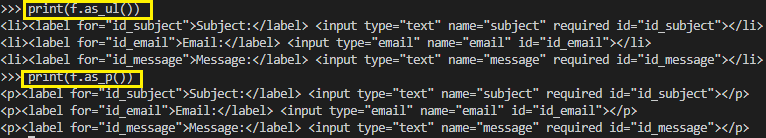 >>> print(f.as_ul())
<li><label for="id_subject">Subject:</label> <input type="text" name="subject" required id="id_subject"></li>
<li><label for="id_email">Email:</label> <input type="email" name="email" id="id_email"></li>
<li><label for="id_message">Message:</label> <input type="text" name="message" required id="id_message"></li>
>>> print(f.as_p())
<p><label for="id_subject">Subject:</label> <input type="text" name="subject" required id="id_subject"></p>
<p><label for="id_email">Email:</label> <input type="email" name="email" id="id_email"></p>
<p><label for="id_message">Message:</label> <input type="text" name="message" required id="id_message"></p>